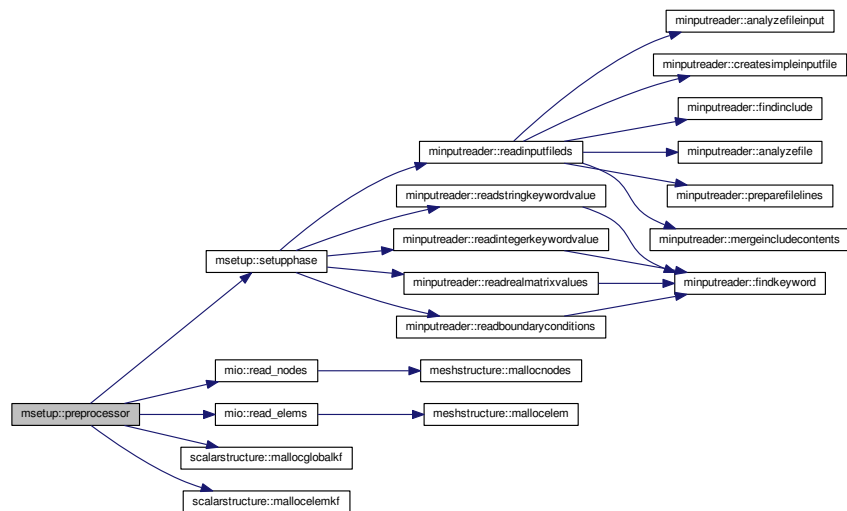 minputreader::analyzefileinput
minputreader::createsimpleinputfile
minputreader::findinclude
minputreader::readinputfileds
minputreader::analyzefile
minputreader::preparefilelines
minputreader::readstringkeywordvalue
minputreader::mergeincludecontents
minputreader::readintegerkeywordvalue
msetup::setupphase
minputreader::readrealmatrixvalues
minputreader::findkeyword
minputreader::readboundaryconditions
mio::read_nodes
meshstructure::mallocnodes
msetup::preprocessor
mio::read_elems
meshstructure::mallocelem
scalarstructure::mallocglobalkf
scalarstructure::mallocelemkf